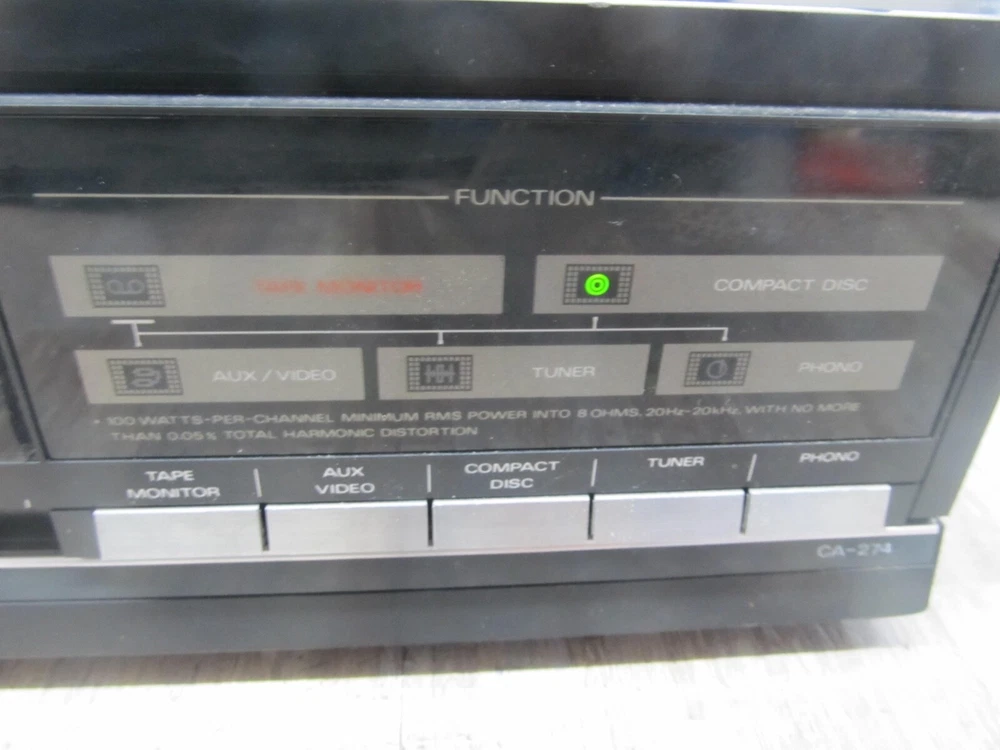 FUNCTION
TAPE MONITOR
COMPACT DISC
AUX / VIDEO
TUNER
PHONO
• 100 WATTS-PER-CHANNEL MINIMUM RMS POWER INTO 8 OHMS, 20Hz-20kHz, WITH NO MORE
THAN 0.05% TOTAL HARMONIC DISTORTION
TAPE
MONITOR
AUX
VIDEO
COMPACT
DISC
TUNER
PHONO
8
CA-274